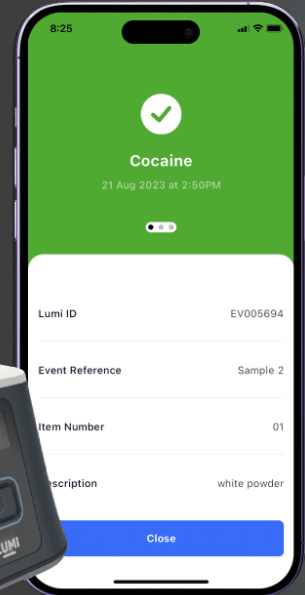 8:25
Cocaine
21 Aug 2023 at 2:50PM
Lumi ID EV005694
Event Reference Sample 2
Item Number 01
scription white powder
Close
LUMI